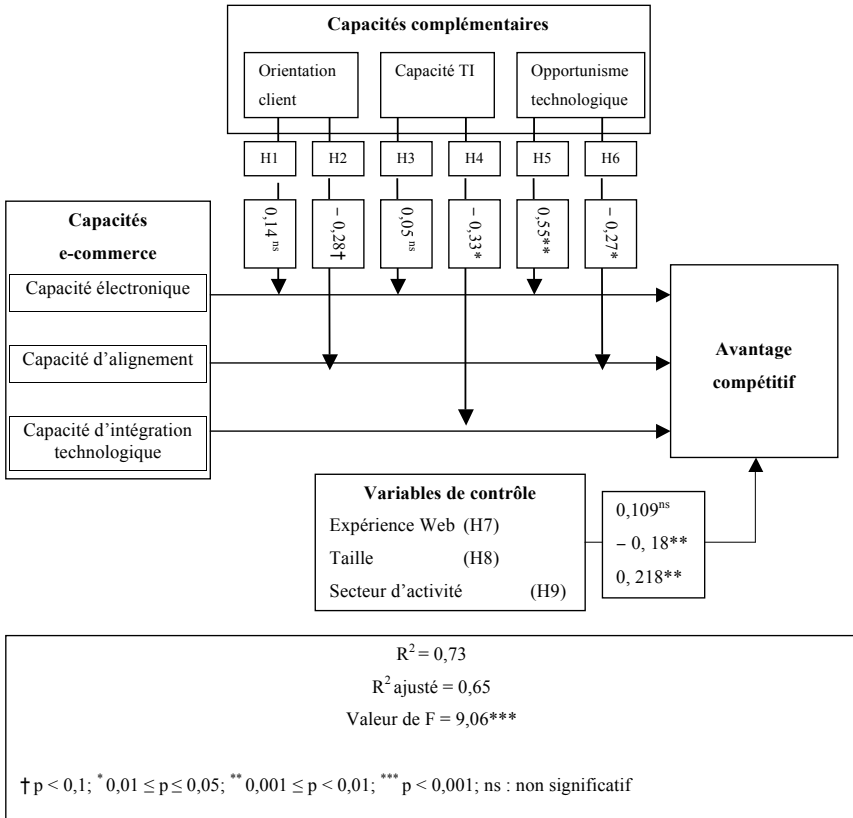 Capacités complémentaires
Orientation
client
Capacité TI
Opportunisme
technologique
H1
H2
H3
H4
H5
H6
0,14 ns
− 0,28†
0,05 ns
− 0,33*
0,55**
− 0,27*
Capacités
e-commerce
Capacité électronique
Capacité d’alignement
Capacité d’intégration
technologique
Avantage
compétitif
Variables de contrôle
Expérience Web (H7)
Taille (H8)
Secteur d’activité (H9)
0,109ns
− 0, 18**
0, 218**
R2 = 0,73
R2 ajusté = 0,65
Valeur de F = 9,06***
† p < 0,1; * 0,01 ≤ p ≤ 0,05; ** 0,001 ≤ p < 0,01; *** p < 0,001; ns : non significatif